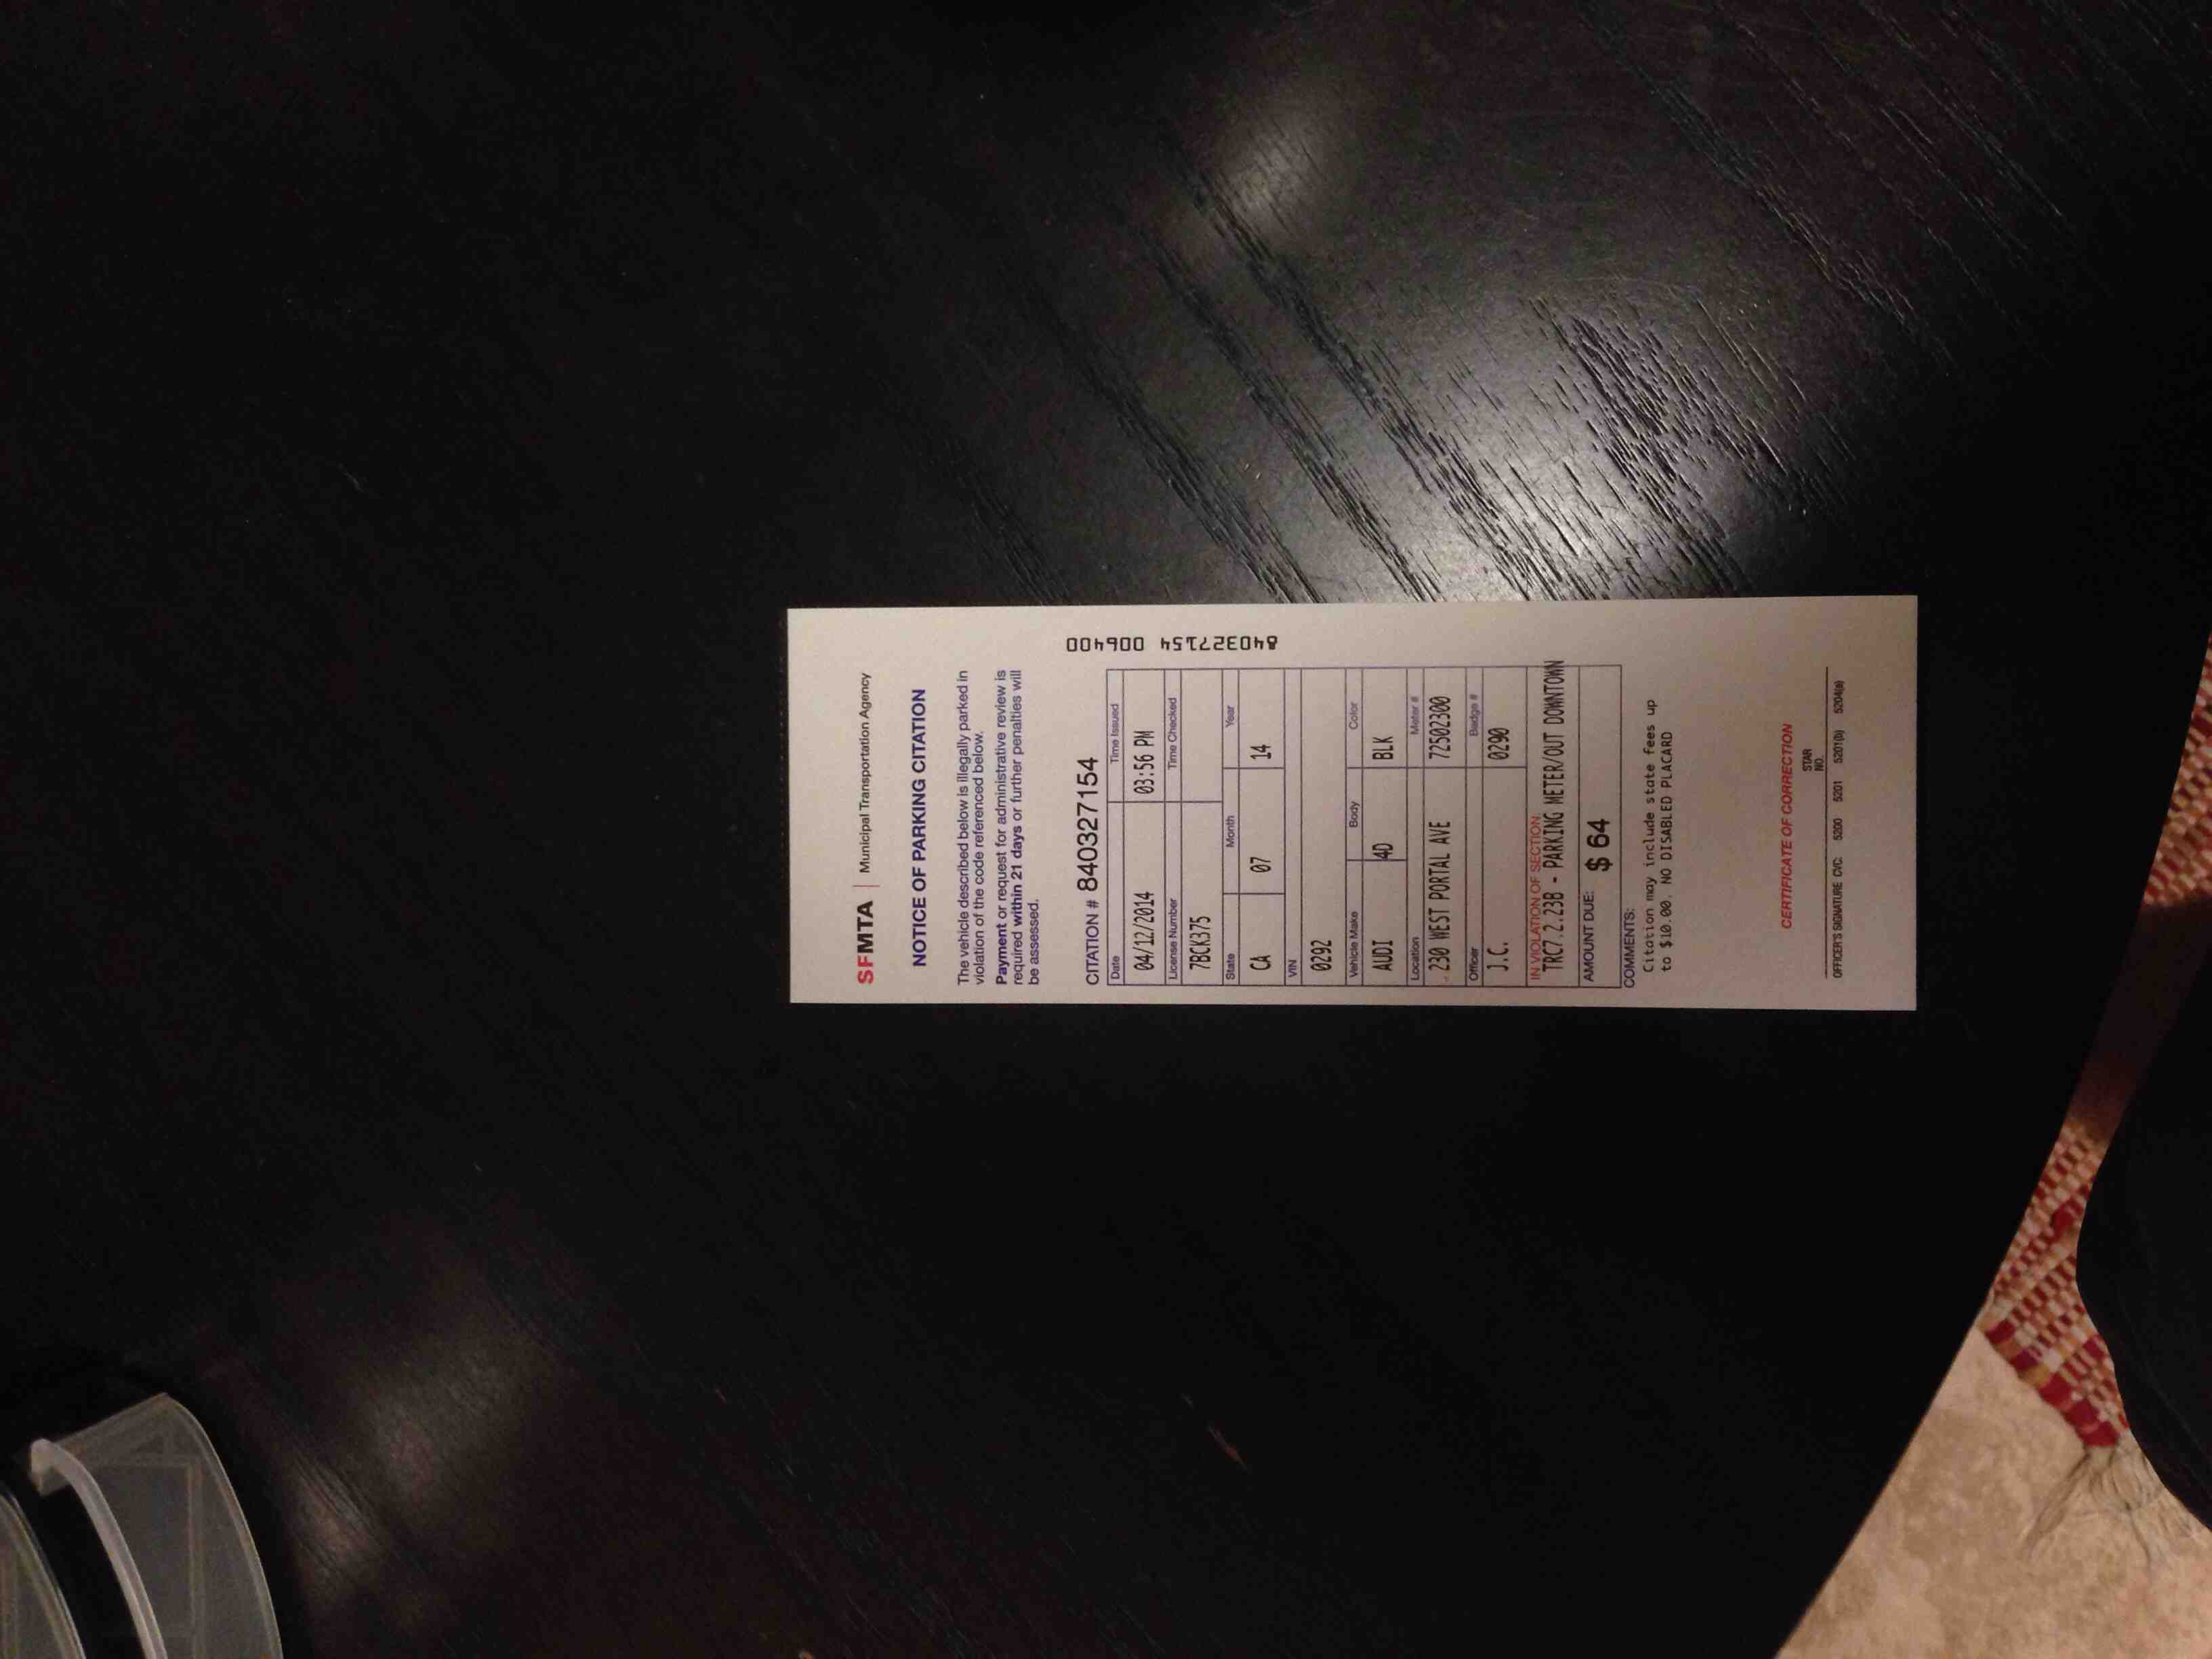 SFMTA | Municipal Transportation Agency
NOTICE OF PARKING CITATION
The vehicle described below is illegally parked in
violation of the code referenced below.
Payment or request for administrative review is
required within 21 days or further penalties will
be assessed.
CITATION # 840327154
Date Time Issued
04/12/2014 03:56 PM
License Number Time Checked
7BCK375
State Month Year
CA 07 14
VIN
0292
Vehicle Make Body Color
AUDI 4D BLK
Location Meter #
230 WEST PORTAL AVE 72502300
Officer Badge #
J.C. 0290
IN VIOLATION OF SECTION:
TRC7.2.23B - PARKING METER/OUT DOWNTOWN
AMOUNT DUE: $ 64
COMMENTS:
Citation may include state fees up
to $10.00. NO DISABLED PLACARD
CERTIFICATE OF CORRECTION
STAR
NO.
OFFICER'S SIGNATURE CVC: 5200 5201 5201(b) 5204(a)
840327154 006400